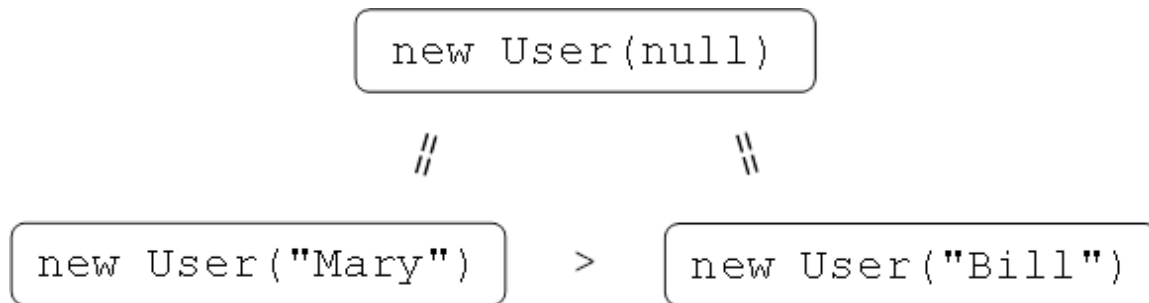 new User(null)
= =
new User("Mary") > new User("Bill")